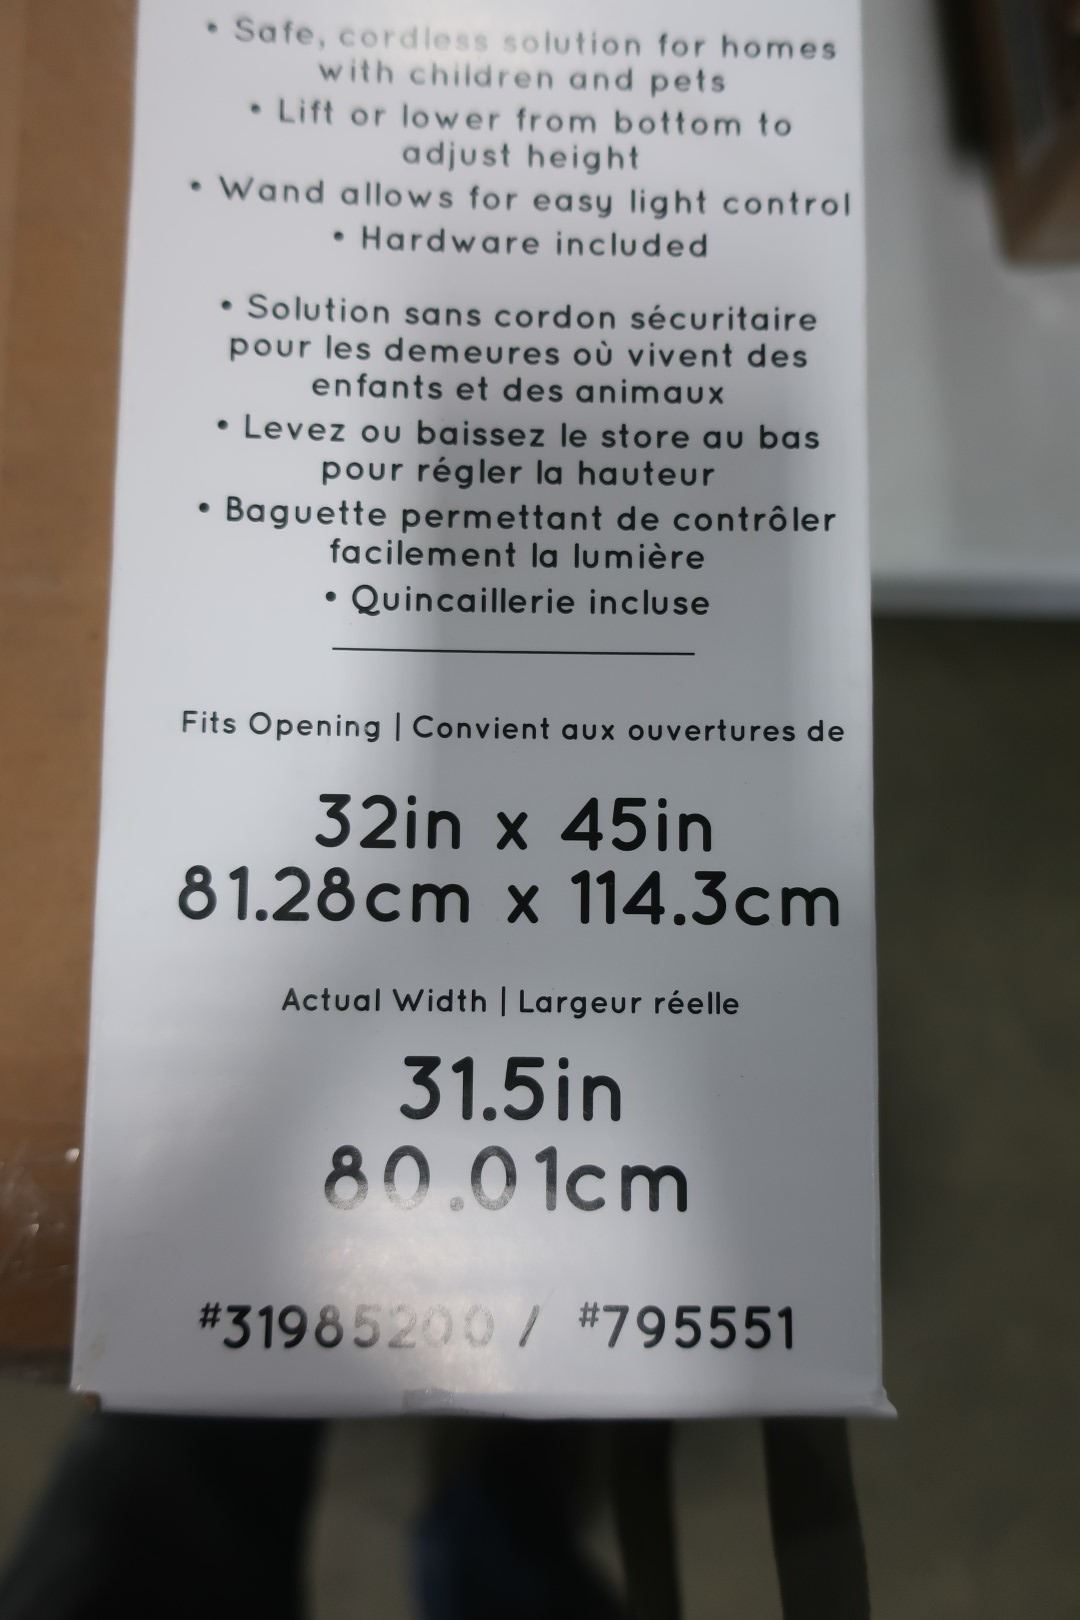 • Safe, cordless solution for homes
with children and pets
• Lift or lower from bottom to
adjust height
• Wand allows for easy light control
• Hardware included
• Solution sans cordon sécuritaire
pour les demeures où vivent des
enfants et des animaux
• Levez ou baissez le store au bas
pour régler la hauteur
• Baguette permettant de contrôler
facilement la lumière
• Quincaillerie incluse
Fits Opening | Convient aux ouvertures de
32in x 45in
81.28cm x 114.3cm
Actual Width | Largeur réelle
31.5in
80.01cm
#31985200 / #795551